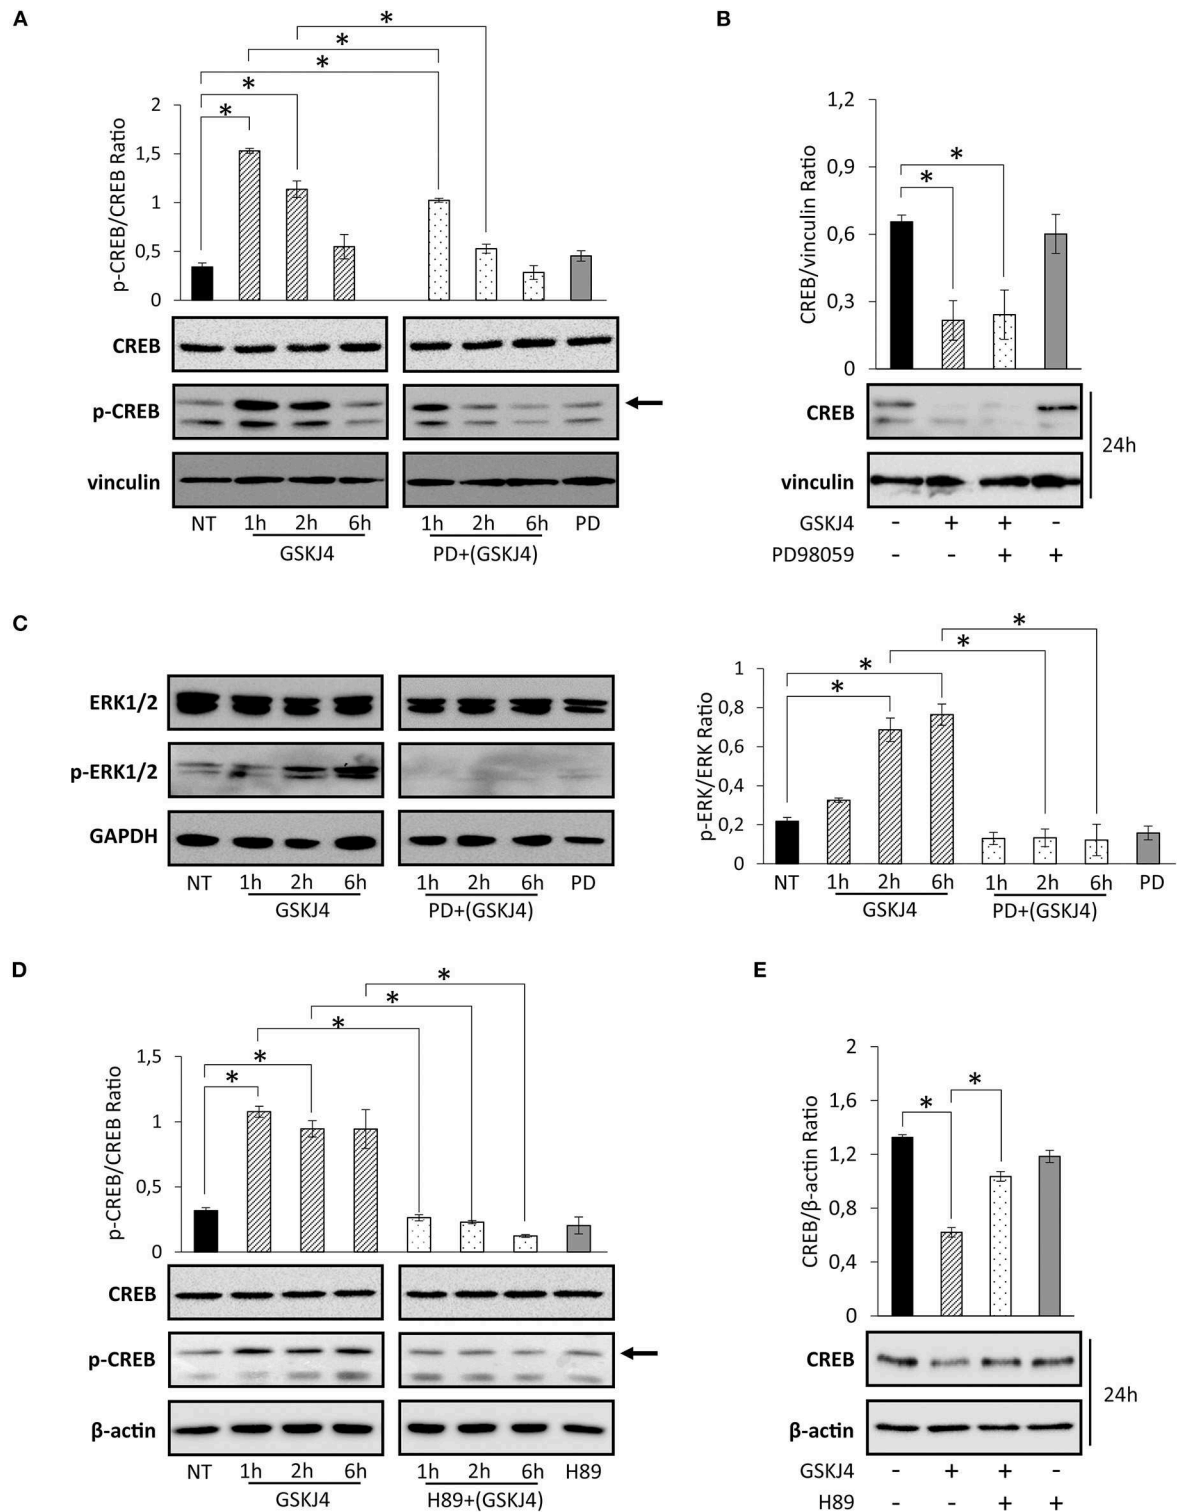 A
B
* * * * *
2
1,5
1
0,5
0
p-CREB/CREB Ratio
CREB
p-CREB
vinculin
NT 1h 2h 6h 1h 2h 6h PD
GSKJ4 PD+(GSKJ4)
1,2
0,9
0,6
0,3
0
CREB/vinculin Ratio
* *
CREB
vinculin
24h
GSKJ4 - + + -
PD98059 - - + +
C
ERK1/2
p-ERK1/2
GAPDH
NT 1h 2h 6h 1h 2h 6h PD
GSKJ4 PD+(GSKJ4)
* * * *
1
0,8
0,6
0,4
0,2
0
p-ERK/ERK Ratio
NT 1h 2h 6h 1h 2h 6h PD
GSKJ4 PD+(GSKJ4)
D
E
* * * * *
1,5
1
0,5
0
p-CREB/CREB Ratio
CREB
p-CREB
β-actin
NT 1h 2h 6h 1h 2h 6h H89
GSKJ4 H89+(GSKJ4)
2
1,6
1,2
0,8
0,4
0
CREB/β-actin Ratio
* *
CREB
β-actin
24h
GSKJ4 - + + -
H89 - - + +